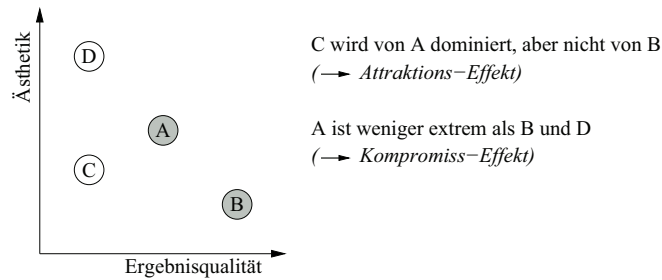 Ästhetik
D
A
C
B
Ergebnisqualität
C wird von A dominiert, aber nicht von B
(→ Attraktions−Effekt)
A ist weniger extrem als B und D
(→ Kompromiss−Effekt)